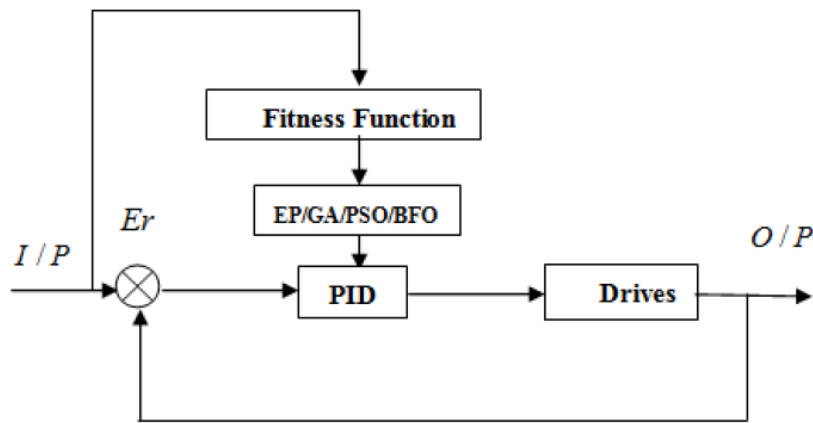 Fitness Function
EP/GA/PSO/BFO
Er
I / P
O / P
PID
Drives